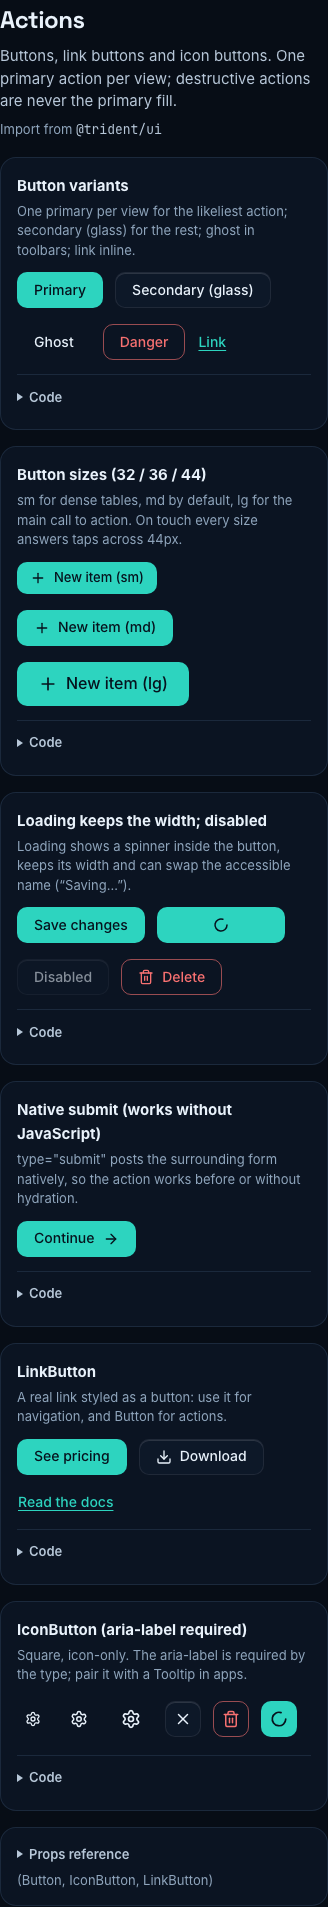 Actions
Buttons, link buttons and icon buttons. One
primary action per view; destructive actions
are never the primary fill.
Import from @trident/ui
Button variants
One primary per view for the likeliest action;
secondary (glass) for the rest; ghost in
toolbars; link inline.
Primary Secondary (glass)
Ghost Danger Link
Code
Button sizes (32 / 36 / 44)
sm for dense tables, md by default, lg for the
main call to action. On touch every size
answers taps across 44px.
New item (sm)
New item (md)
New item (lg)
Code
Loading keeps the width; disabled
Loading shows a spinner inside the button,
keeps its width and can swap the accessible
name (“Saving…”).
Save changes
Disabled Delete
Code
Native submit (works without
JavaScript)
type="submit" posts the surrounding form
natively, so the action works before or without
hydration.
Continue
Code
LinkButton
A real link styled as a button: use it for
navigation, and Button for actions.
See pricing Download
Read the docs
Code
IconButton (aria-label required)
Square, icon-only. The aria-label is required by
the type; pair it with a Tooltip in apps.
Code
Props reference
(Button, IconButton, LinkButton)